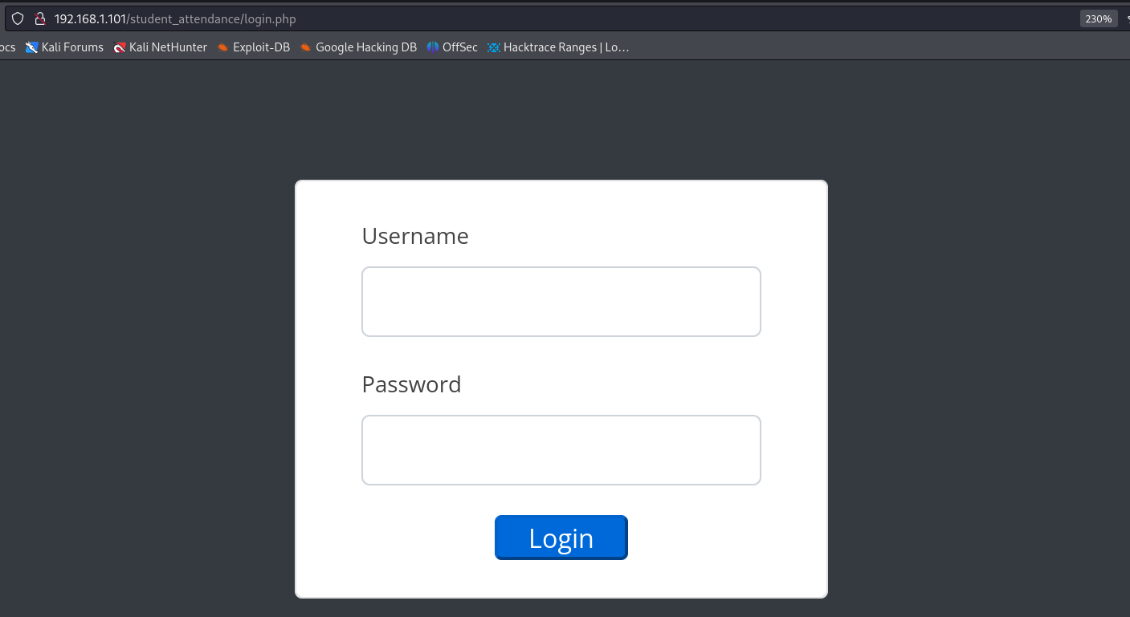 192.168.1.101/student_attendance/login.php 230%
ocs Kali Forums Kali NetHunter Exploit-DB Google Hacking DB OffSec Hacktrace Ranges | Lo…
Username
Password
Login